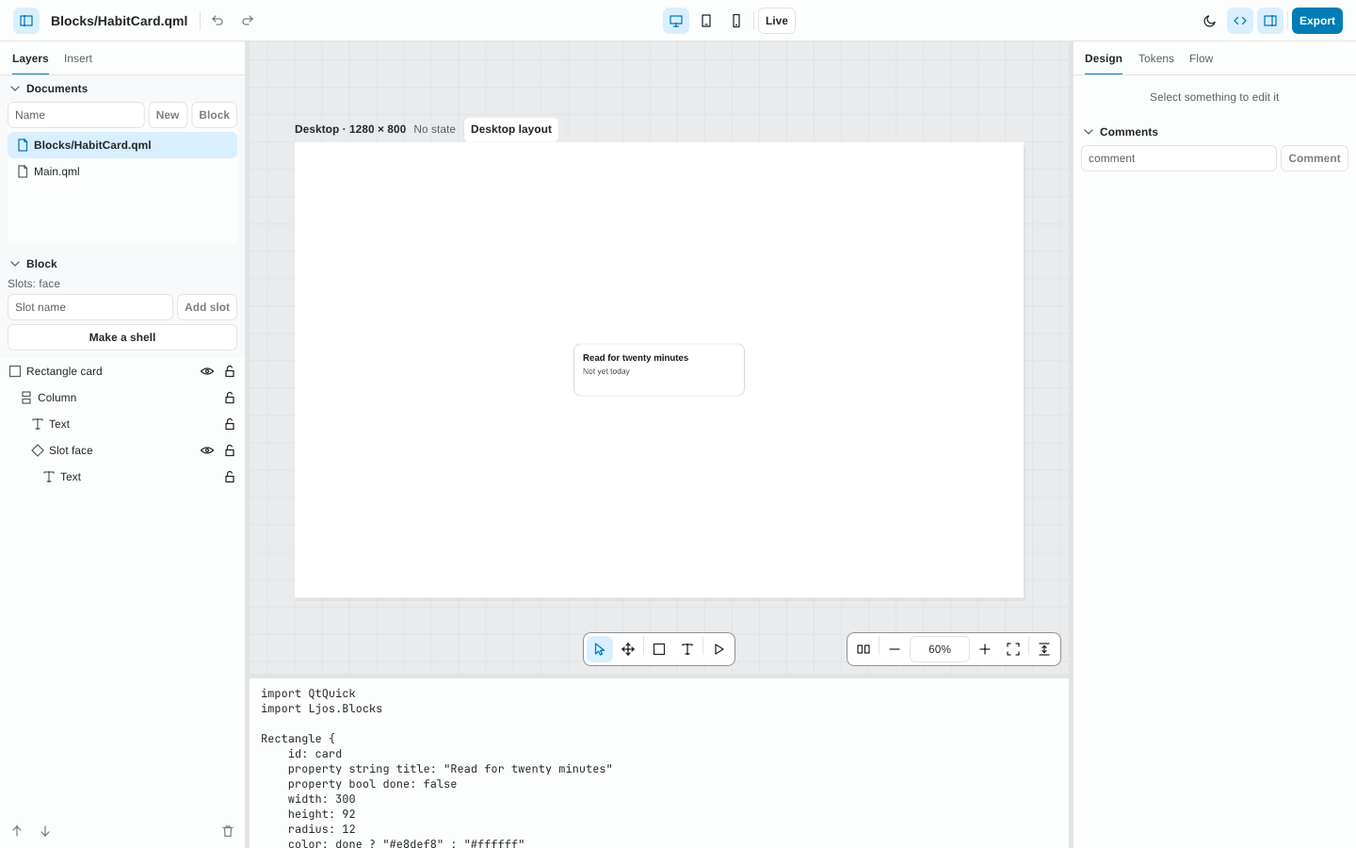 Blocks/HabitCard.qml
Live
Export
Layers
Insert
Documents
Name
New
Block
Blocks/HabitCard.qml
Main.qml
Block
Slots: face
Slot name
Add slot
Make a shell
Rectangle card
Column
Text
Slot face
Text
Desktop · 1280 × 800
No state
Desktop layout
Read for twenty minutes
Not yet today
60%
import QtQuick
import Ljos.Blocks
Rectangle {
id: card
property string title: "Read for twenty minutes"
property bool done: false
width: 300
height: 92
radius: 12
color: done ? "#e8def8" : "#ffffff"
Design
Tokens
Flow
Select something to edit it
Comments
comment
Comment